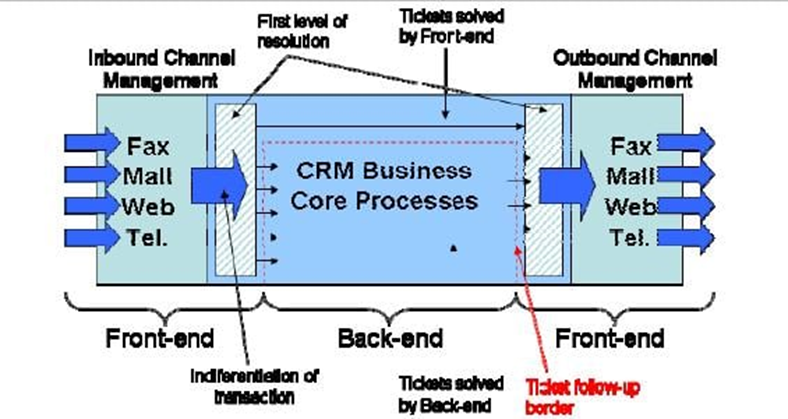 First level of
resolution
Tickets solved
by Front-end
Inbound Channel
Management
Outbound Channel
Management
Fax
Mail
Web
Tel.
CRM Business
Core Processes
Fax
Mail
Web
Tel.
Front-end
Back-end
Front-end
Indiferentiation of
transaction
Tickets solved
by Back-end
Ticket follow-up
border